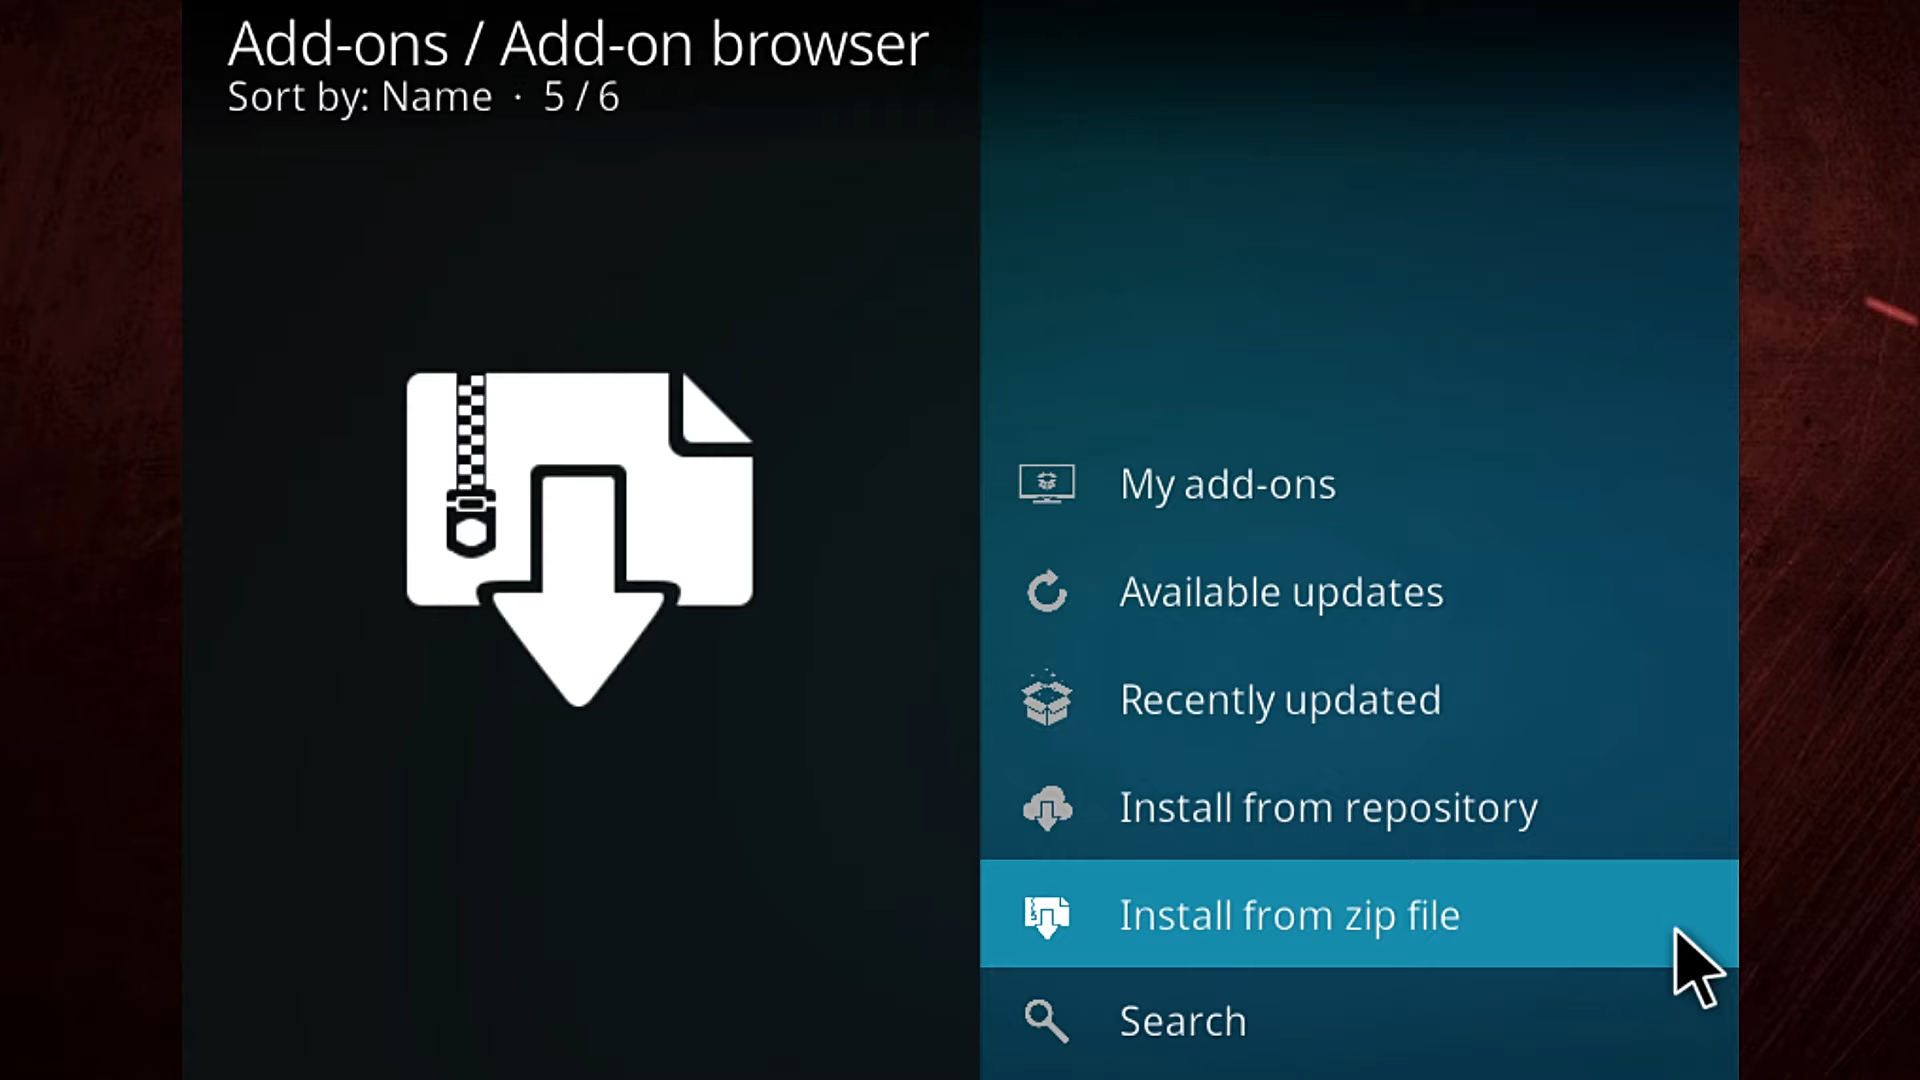 Add-ons / Add-on browser
Sort by: Name · 5 / 6
My add-ons
Available updates
Recently updated
Install from repository
Install from zip file
Search